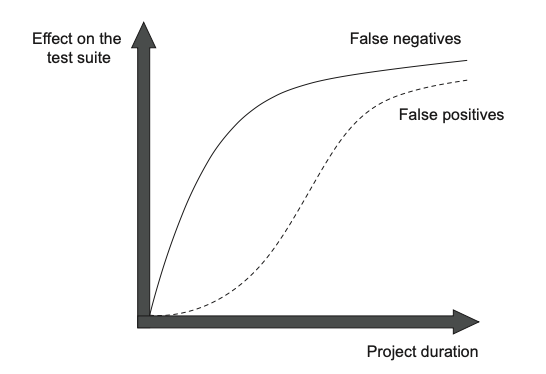 Effect on the
test suite
False negatives
False positives
Project duration